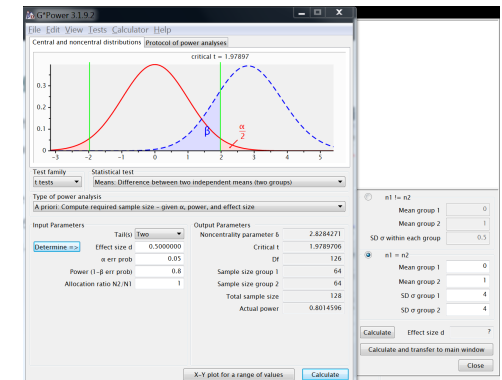 G*Power 3.1.9.2
File Edit View Tests Calculator Help
Central and noncentral distributions Protocol of power analyses
critical t = 1.97897
0.3
0.2
0.1
0
-3 -2 -1 0 1 2 3 4 5
β
α
2
Test family Statistical test
t tests Means: Difference between two independent means (two groups)
Type of power analysis
A priori: Compute required sample size – given α, power, and effect size
Input Parameters Output Parameters
Tail(s) Two Noncentrality parameter δ 2.8284271
Determine => Effect size d 0.5000000 Critical t 1.9789706
α err prob 0.05 Df 126
Power (1-β err prob) 0.8 Sample size group 1 64
Allocation ratio N2/N1 1 Sample size group 2 64
Total sample size 128
Actual power 0.8014596
X-Y plot for a range of values Calculate
n1 != n2
Mean group 1 0
Mean group 2 1
SD σ within each group 0.5
n1 = n2
Mean group 1 0
Mean group 2 1
SD σ group 1 4
SD σ group 2 4
Calculate Effect size d ?
Calculate and transfer to main window
Close